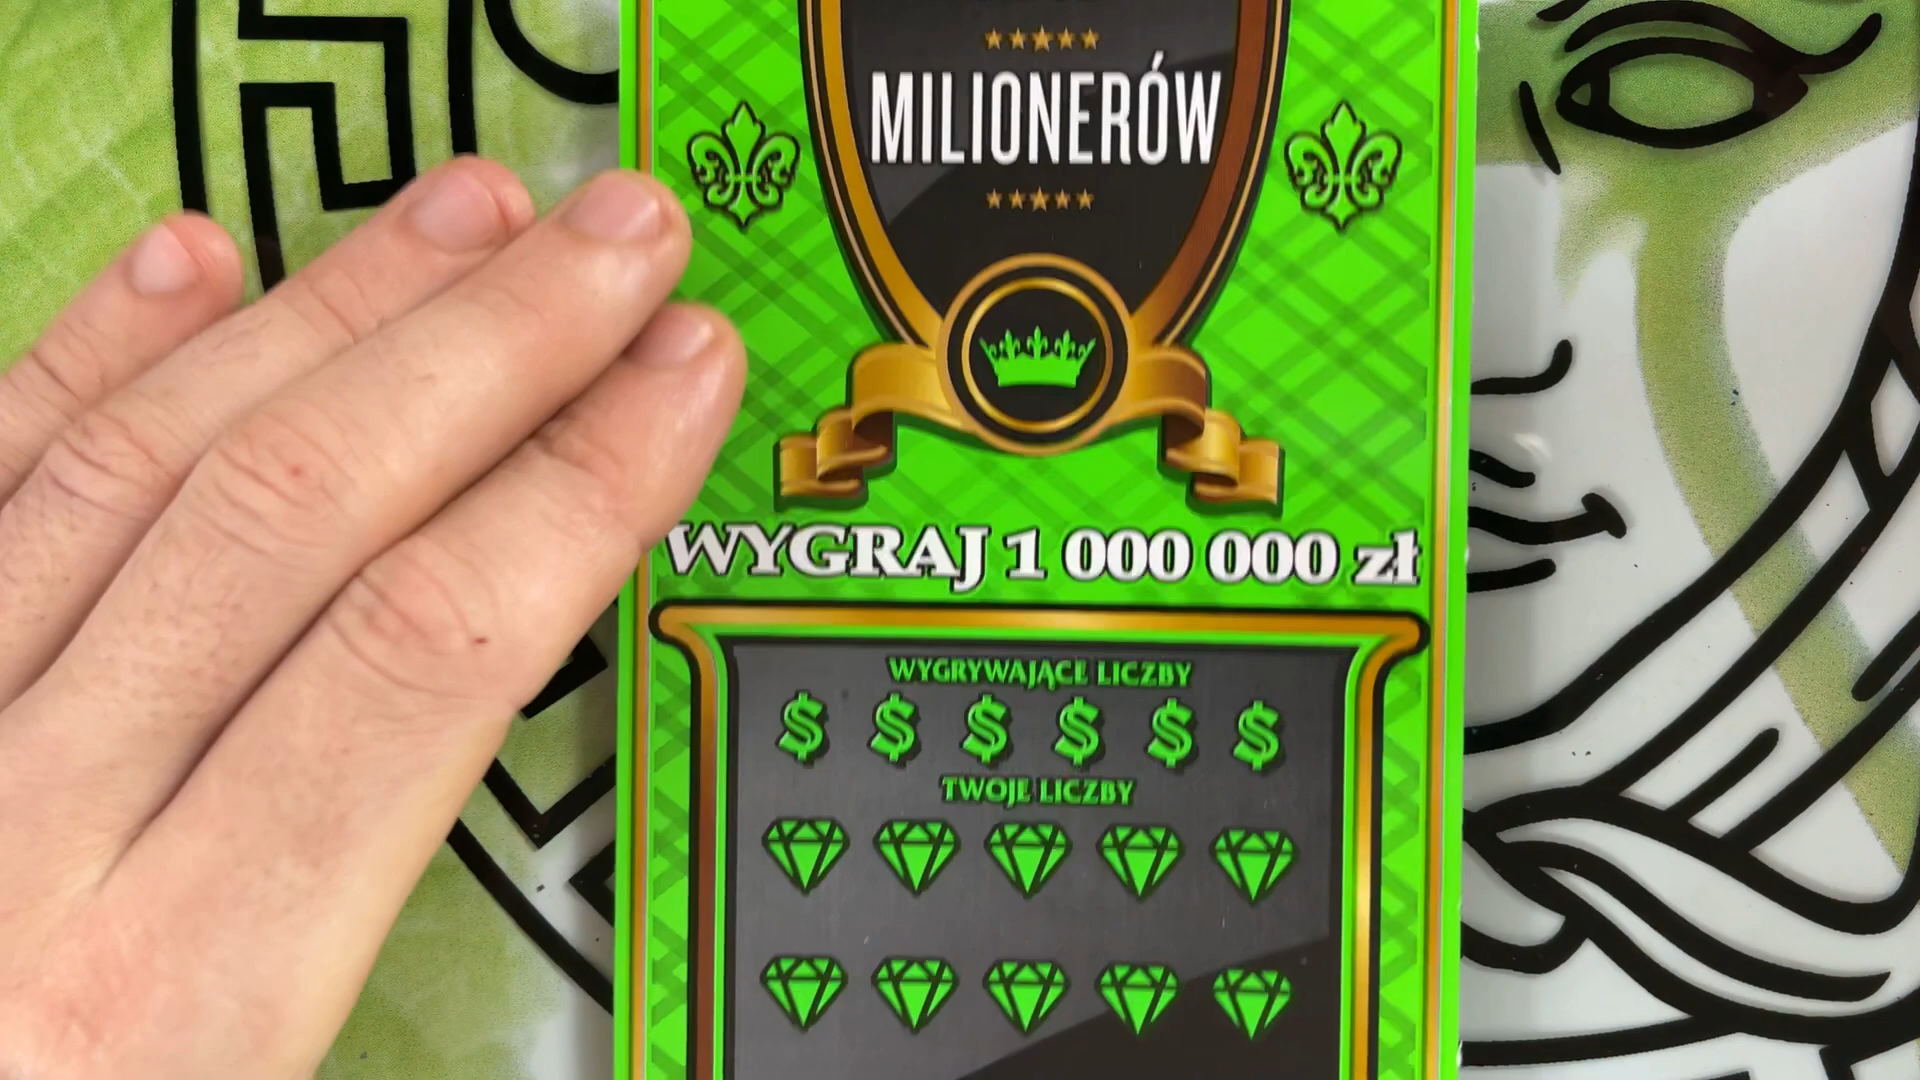 MILIONERÓW
WYGRAJ 1 000 000 zł
WYGRYWAJĄCE LICZBY
$ $ $ $ $ $
TWOJE LICZBY